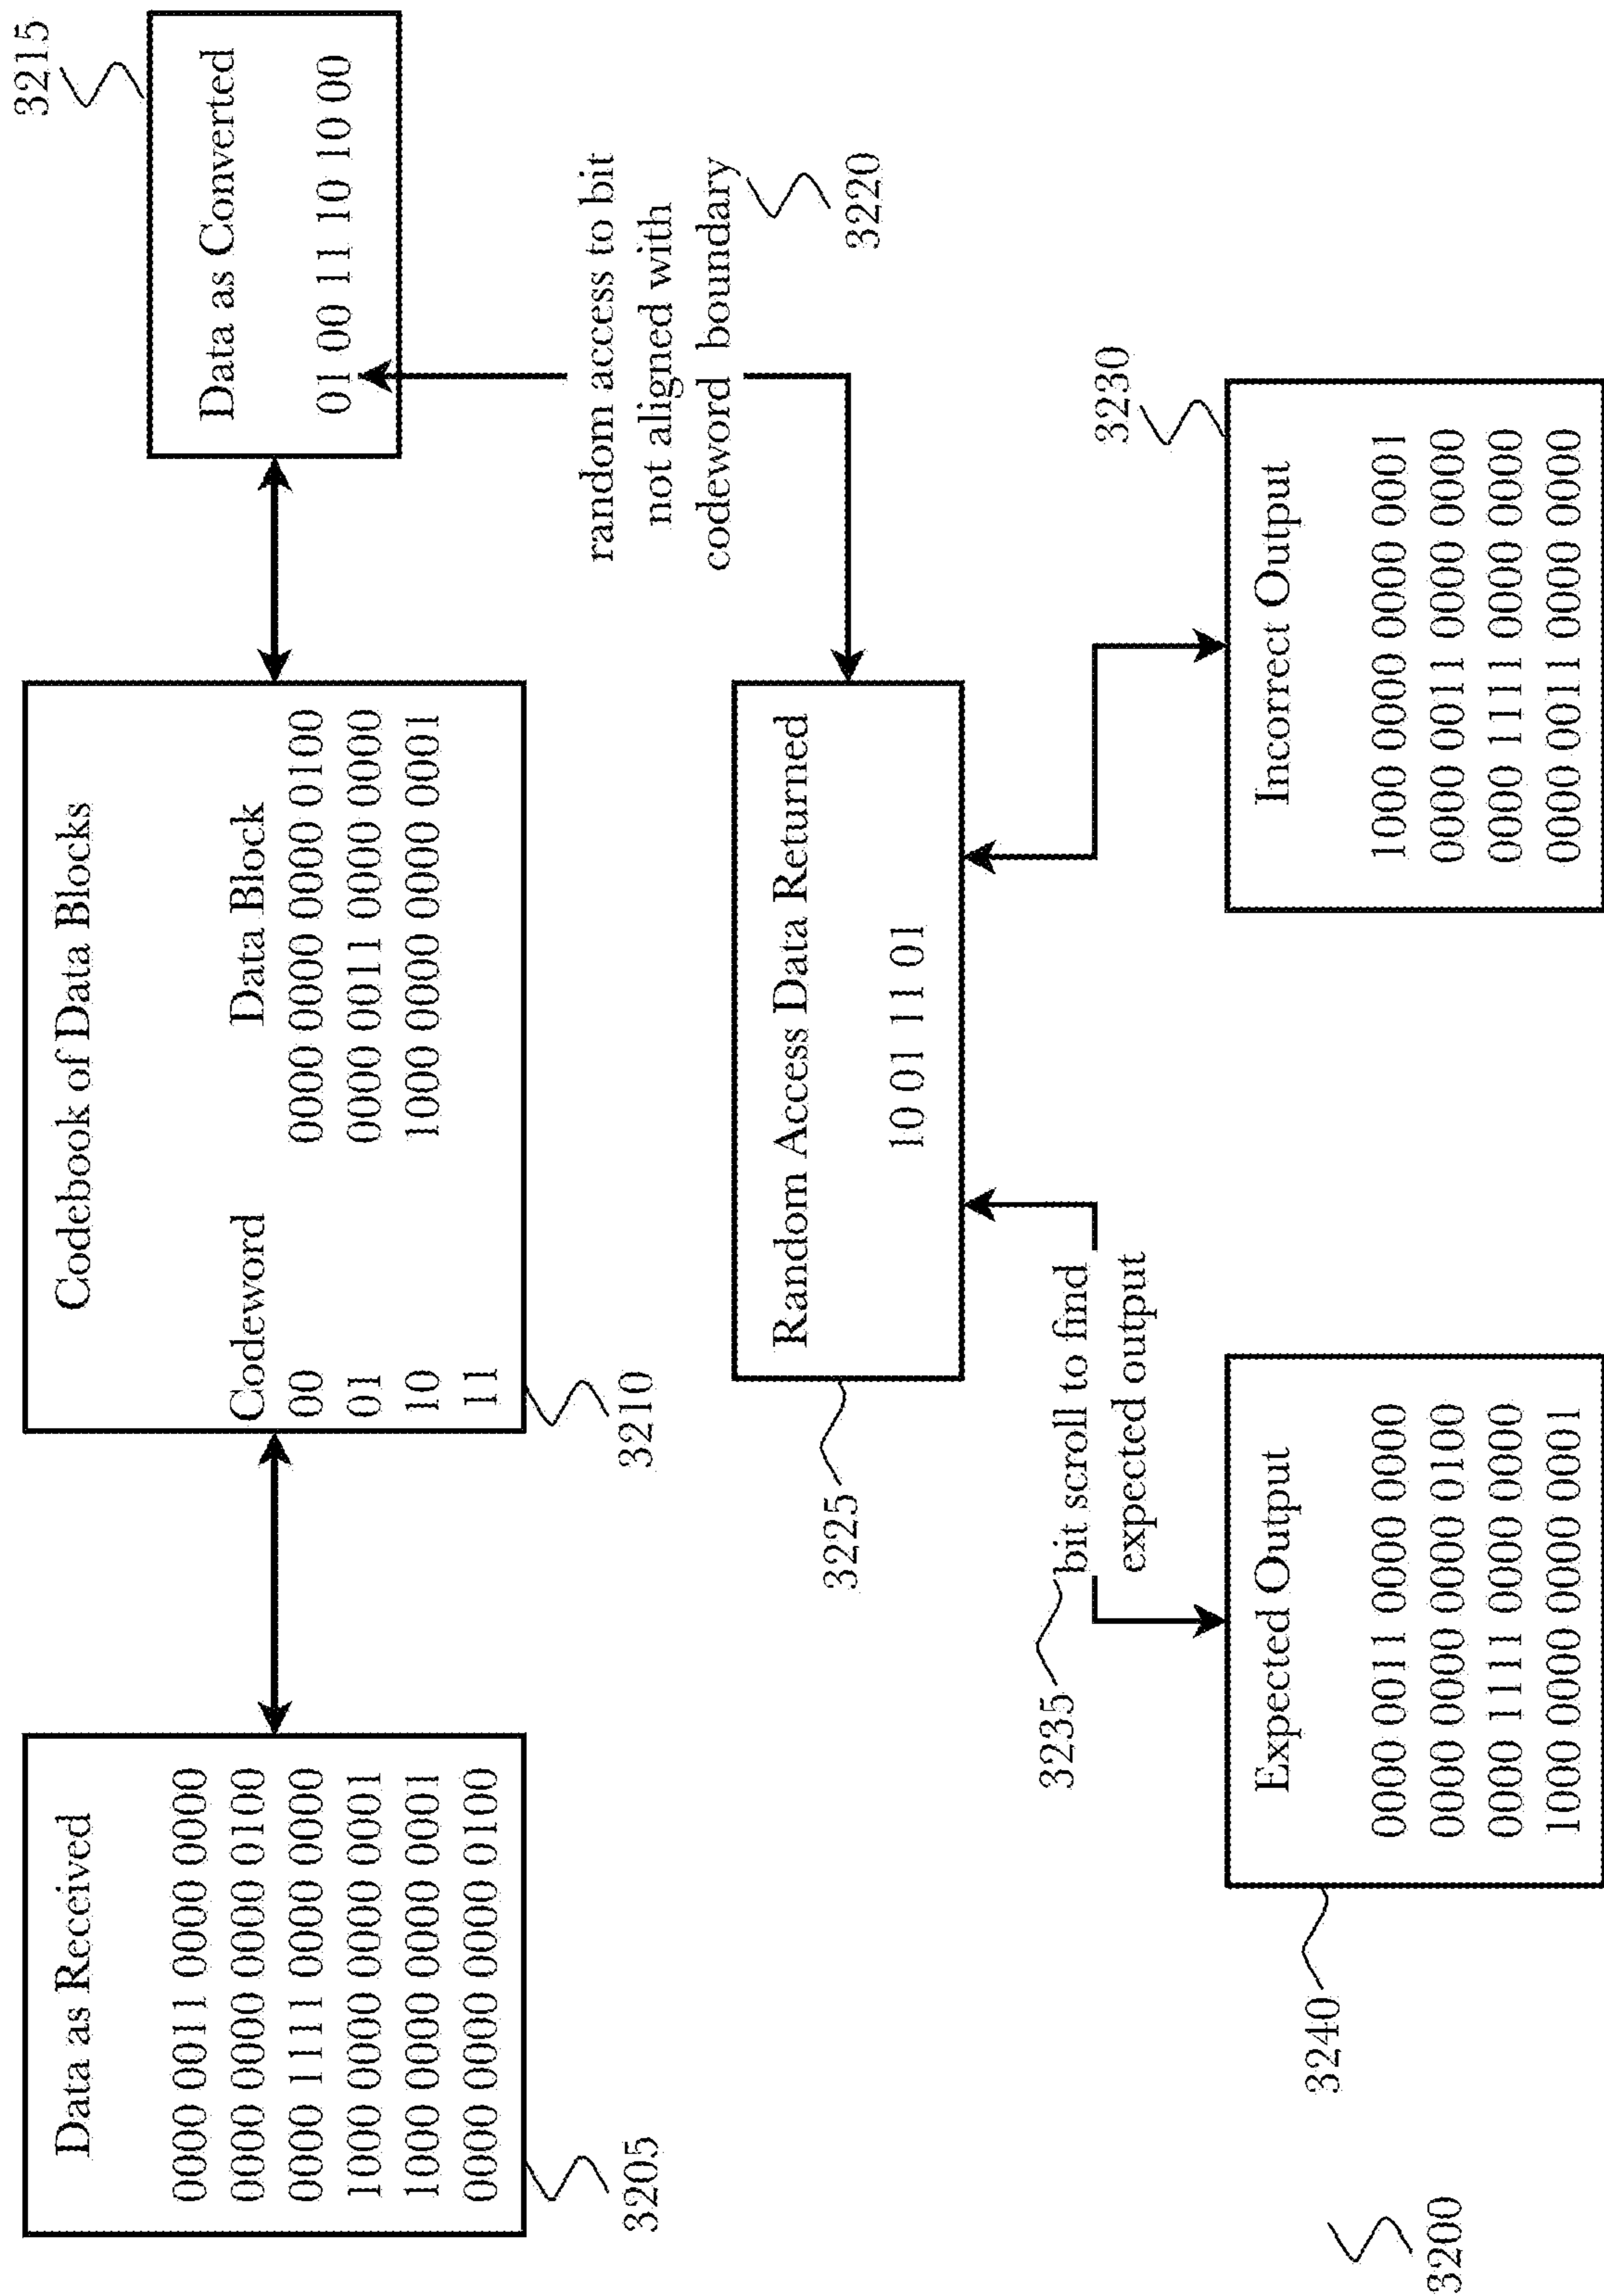 Data as Received
0000 0011 0000 0000
0000 0000 0000 0100
0000 1111 0000 0000
1000 0000 0000 0001
1000 0000 0000 0001
0000 0000 0000 0100
3205
Codebook of Data Blocks
Codeword Data Block
00 0000 0000 0000 0100
01 0000 0011 0000 0000
10 1000 0000 0000 0001
11
3210
3215
Data as Converted
01 00 11 10 10 00
random access to bit
not aligned with
codeword boundary
3220
Random Access Data Returned
10 01 11 01
3225
3235
bit scroll to find
expected output
Expected Output
0000 0011 0000 0000
0000 0000 0000 0100
0000 1111 0000 0000
1000 0000 0000 0001
3240
3230
Incorrect Output
1000 0000 0000 0001
0000 0011 0000 0000
0000 1111 0000 0000
0000 0011 0000 0000
3200